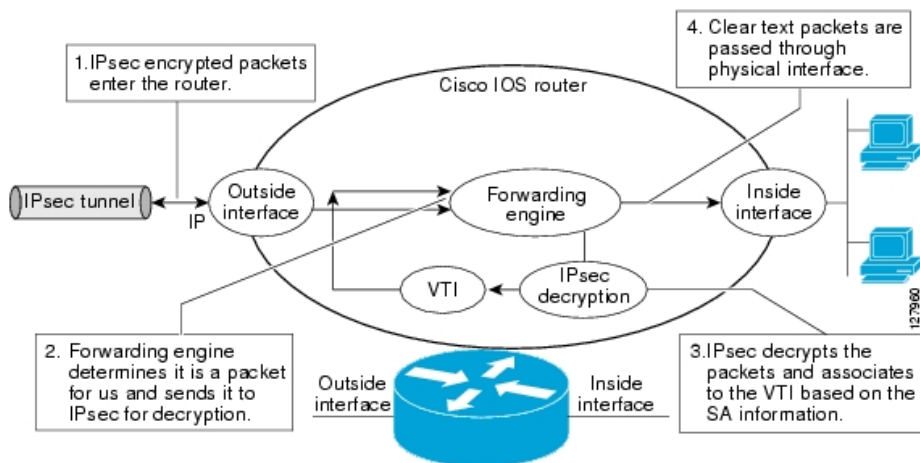 1.IPsec encrypted packets
enter the router.
4. Clear text packets are
passed through
physical interface.
Cisco IOS router
IPsec tunnel
IP
Outside
interface
Forwarding
engine
Inside
interface
VTI
IPsec
decryption
127960
2. Forwarding engine
determines it is a packet
for us and sends it to
IPsec for decryption.
Outside
interface
Inside
interface
3.IPsec decrypts the
packets and associates
to the VTI based on the
SA information.